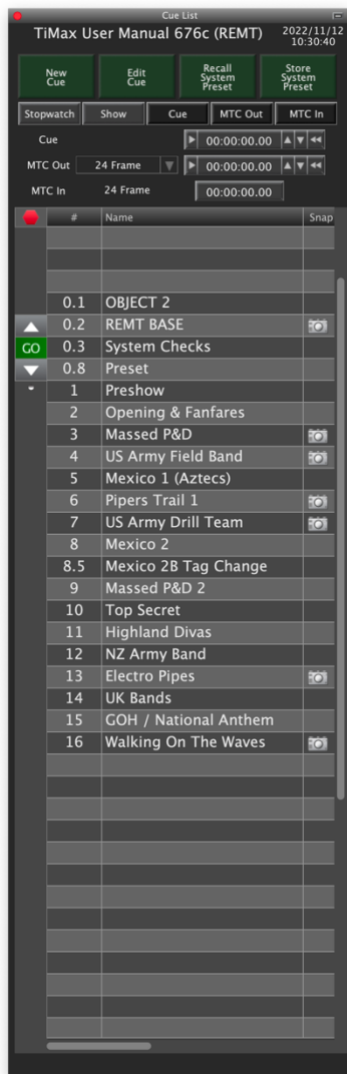 Cue List
TiMax User Manual 676c (REMT) 2022/11/12
10:30:40
New Cue
Edit Cue
Recall System Preset
Store System Preset
Stopwatch Show Cue MTC Out MTC In
Cue 00:00:00.00
MTC Out 24 Frame 00:00:00.00
MTC In 24 Frame 00:00:00.00
# Name Snap
0.1 OBJECT 2
0.2 REMT BASE
GO 0.3 System Checks
0.8 Preset
1 Preshow
2 Opening & Fanfares
3 Massed P&D
4 US Army Field Band
5 Mexico 1 (Aztecs)
6 Pipers Trail 1
7 US Army Drill Team
8 Mexico 2
8.5 Mexico 2B Tag Change
9 Massed P&D 2
10 Top Secret
11 Highland Divas
12 NZ Army Band
13 Electro Pipes
14 UK Bands
15 GOH / National Anthem
16 Walking On The Waves